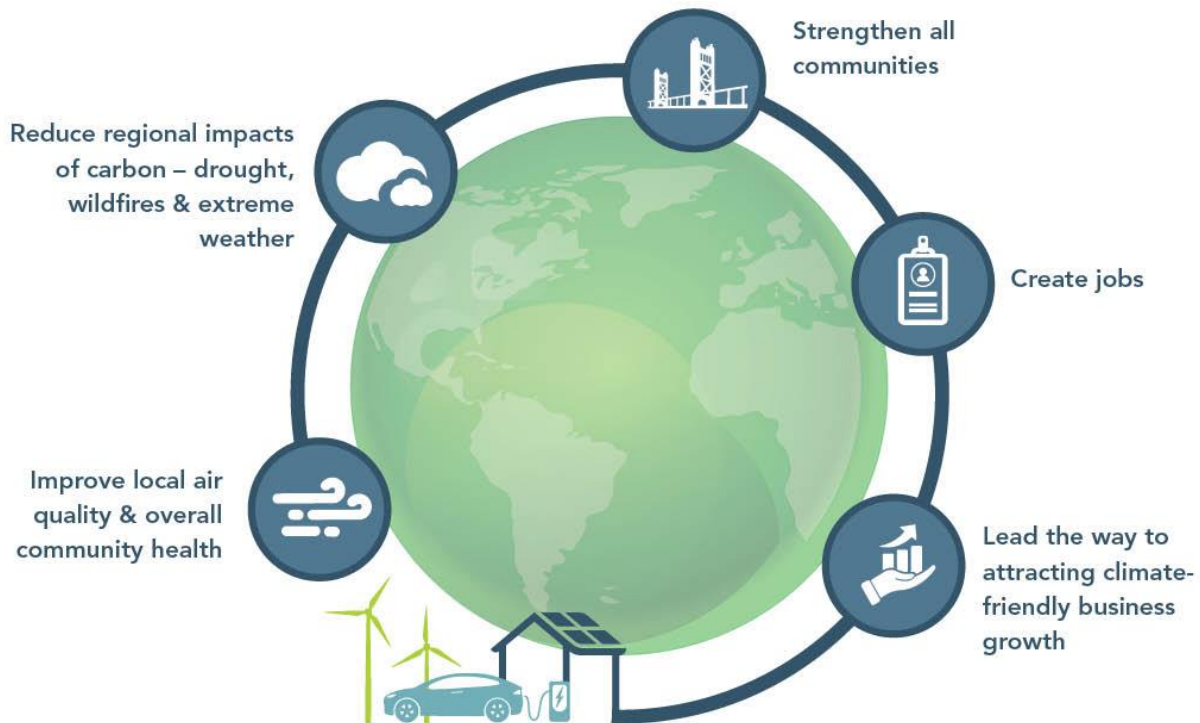 Strengthen all
communities
Reduce regional impacts
of carbon – drought,
wildfires & extreme
weather
Create jobs
Improve local air
quality & overall
community health
Lead the way to
attracting climate-
friendly business
growth